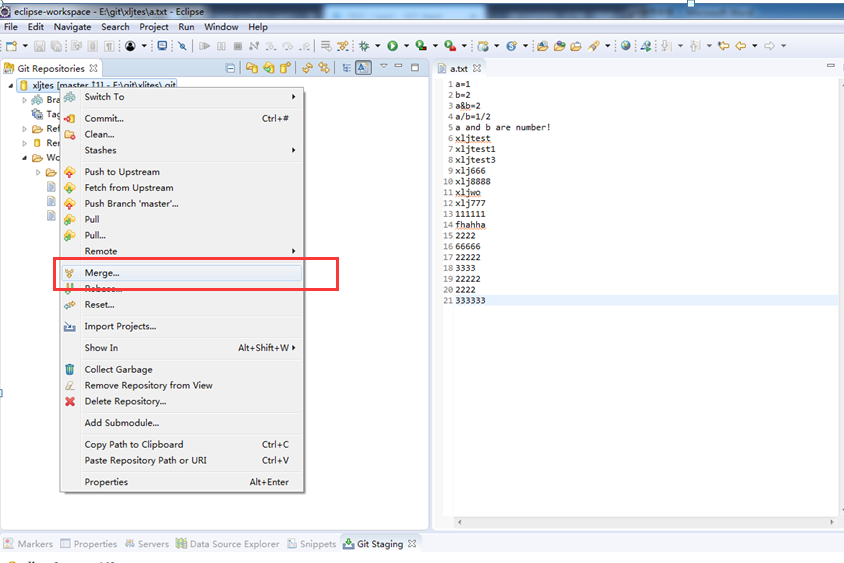 eclipse-workspace - E:\git\xljtes\a.txt - Eclipse
File Edit Navigate Search Project Run Window Help
Git Repositories
xljtes [master ↑1] - E:\git\xljtes\.git
Bra
Tag
Ref
Rem
Wo
Switch To
Commit... Ctrl+#
Clean...
Stashes
Push to Upstream
Fetch from Upstream
Push Branch 'master'...
Pull
Pull...
Remote
Merge...
Rebase...
Reset...
Import Projects...
Show In Alt+Shift+W
Collect Garbage
Remove Repository from View
Delete Repository...
Add Submodule...
Copy Path to Clipboard Ctrl+C
Paste Repository Path or URI Ctrl+V
Properties Alt+Enter
a.txt
1 a=1
2 b=2
3 a&b=2
4 a/b=1/2
5 a and b are number!
6 xljtest
7 xljtest1
8 xljtest3
9 xlj666
10 xlj8888
11 xljwo
12 xlj777
13 111111
14 fhahha
15 2222
16 66666
17 22222
18 3333
19 22222
20 2222
21 333333
Markers Properties Servers Data Source Explorer Snippets Git Staging